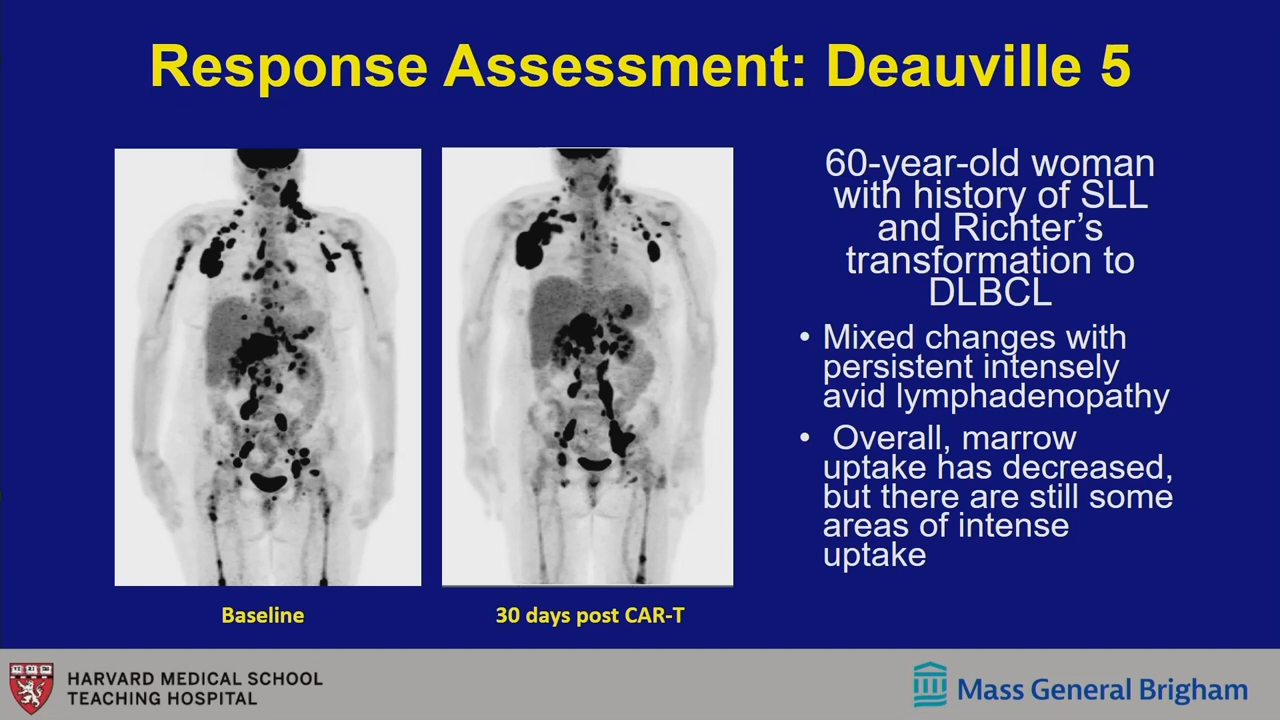 Response Assessment: Deauville 5
60-year-old woman
with history of SLL
and Richter’s
transformation to
DLBCL
• Mixed changes with
persistent intensely
avid lymphadenopathy
• Overall, marrow
uptake has decreased,
but there are still some
areas of intense
uptake
Baseline
30 days post CAR-T
HARVARD MEDICAL SCHOOL
TEACHING HOSPITAL
Mass General Brigham